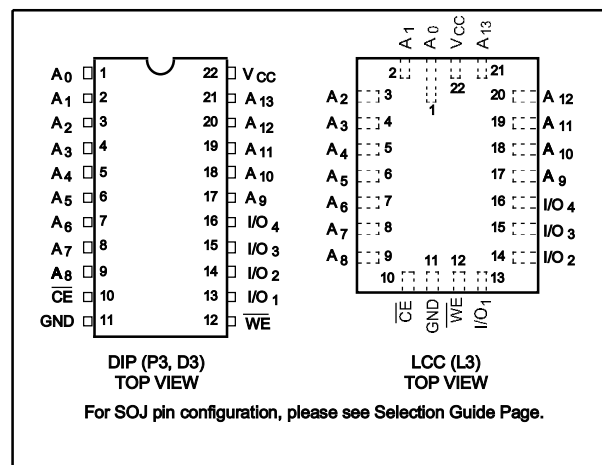 A0 1 22 VCC
A1 2 21 A13
A2 3 20 A12
A3 4 19 A11
A4 5 18 A10
A5 6 17 A9
A6 7 16 I/O4
A7 8 15 I/O3
A8 9 14 I/O2
CE 10 13 I/O1
GND 11 12 WE
DIP (P3, D3)
TOP VIEW
A1 A0 VCC A13
2 1 22 21
A2 3 20 A12
A3 4 19 A11
A4 5 18 A10
A5 6 17 A9
A6 7 16 I/O4
A7 8 15 I/O3
A8 9 14 I/O2
10 11 12 13
CE GND WE I/O1
LCC (L3)
TOP VIEW
For SOJ pin configuration, please see Selection Guide Page.